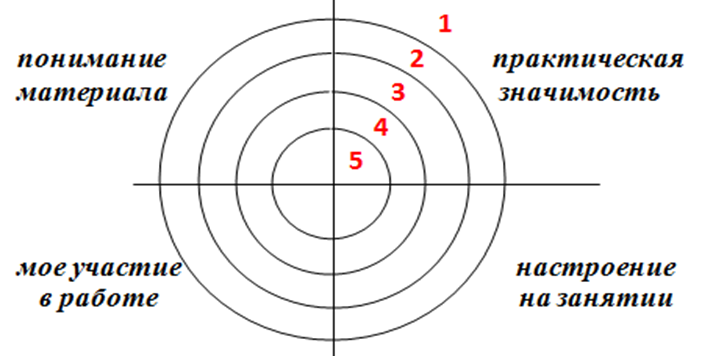 понимание
материала
практическая
значимость
1
2
3
4
5
мое участие
в работе
настроение
на занятии